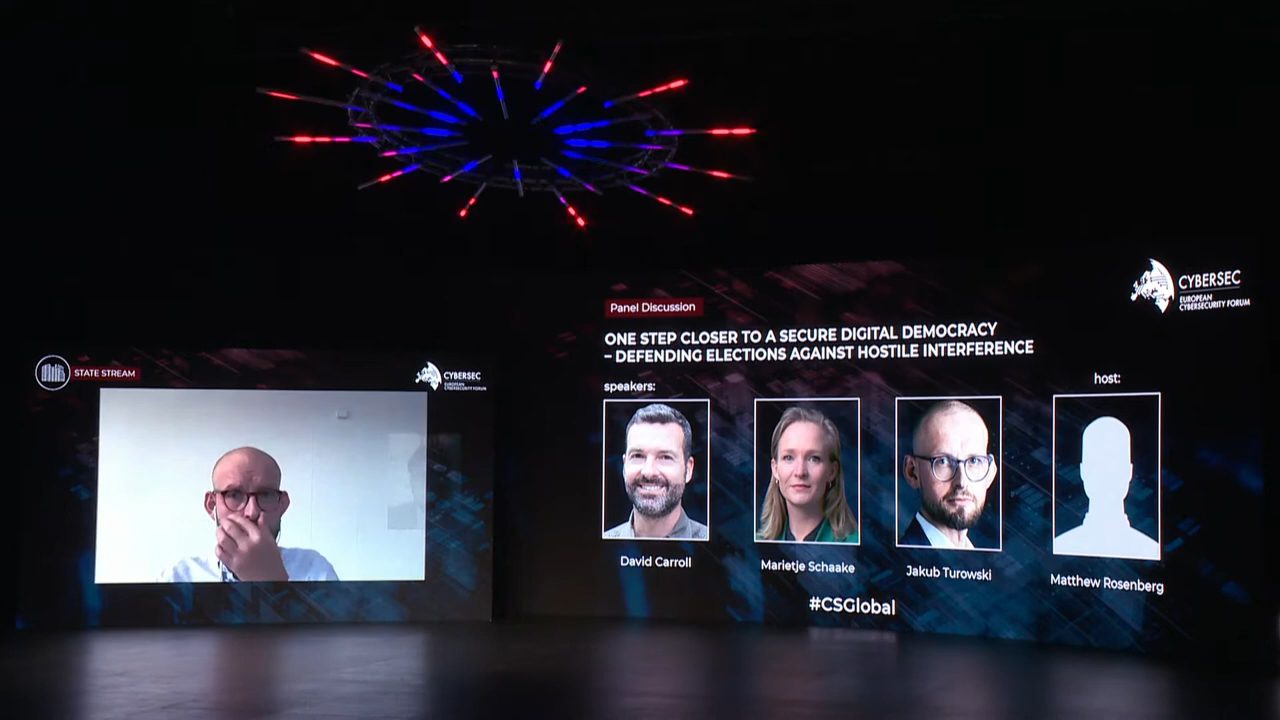 Panel Discussion
CYBERSEC
EUROPEAN
CYBERSECURITY FORUM
ONE STEP CLOSER TO A SECURE DIGITAL DEMOCRACY
– DEFENDING ELECTIONS AGAINST HOSTILE INTERFERENCE
STATE STREAM
CYBERSEC
EUROPEAN
CYBERSECURITY FORUM
speakers:
host:
David Carroll
Marietje Schaake
Jakub Turowski
Matthew Rosenberg
#CSGlobal